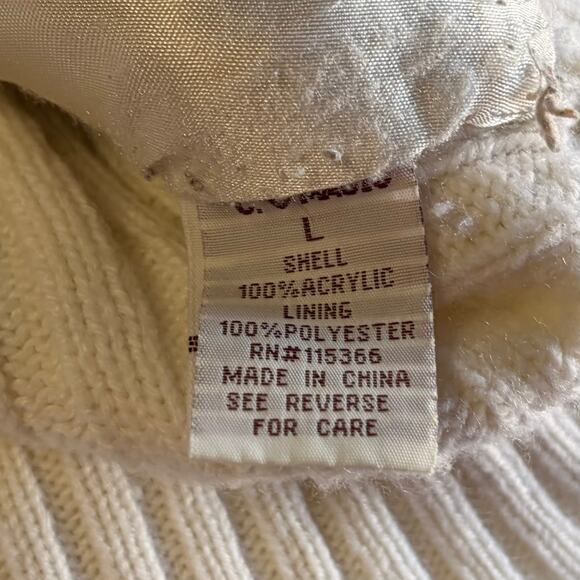 L
SHELL
100%ACRYLIC
LINING
100%POLYESTER
RN#115366
MADE IN CHINA
SEE REVERSE
FOR CARE